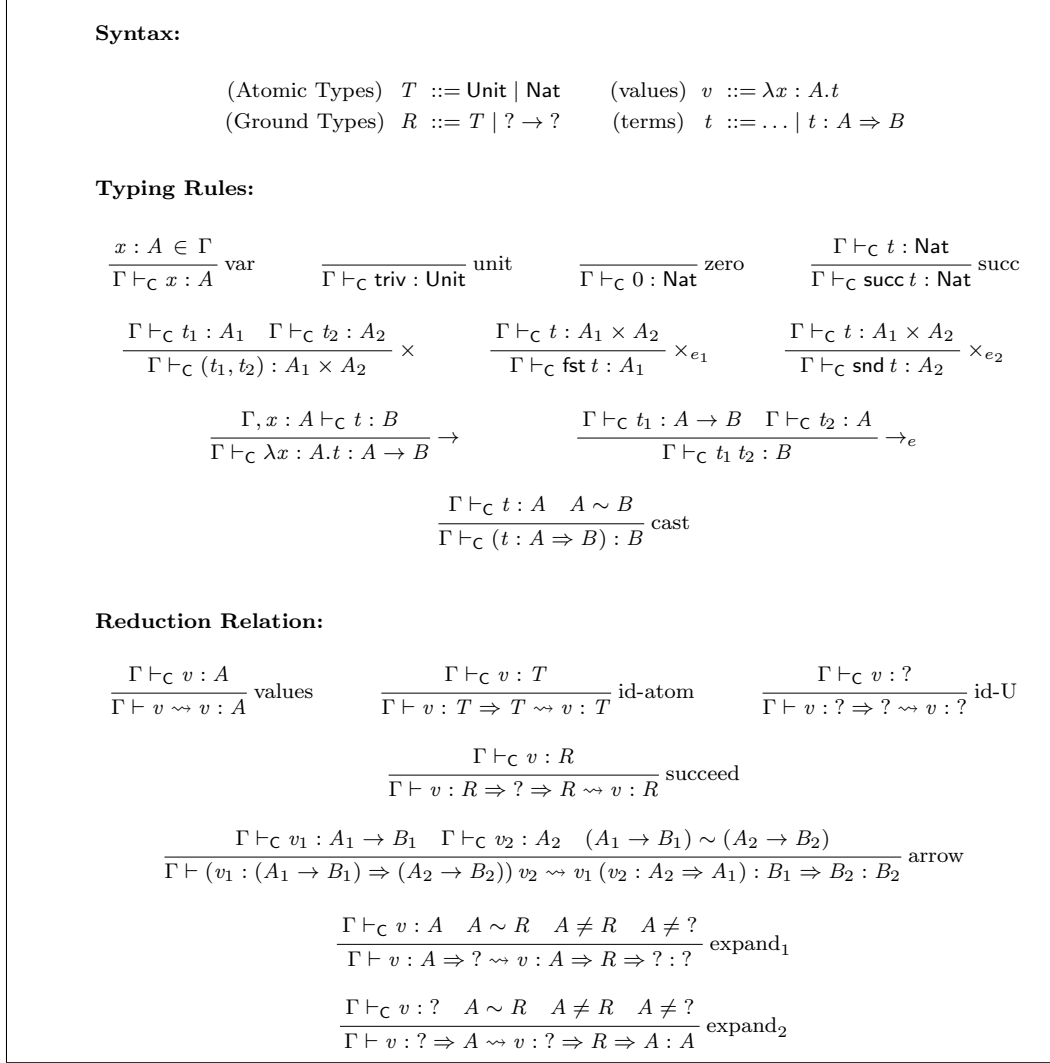 Syntax:
(Atomic Types) T ::= Unit | Nat (values) v ::= λx : A.t
(Ground Types) R ::= T | ? → ? (terms) t ::= . . . | t : A ⇒ B
Typing Rules:
x : A ∈ Γ
Γ ⊢C x : A var
Γ ⊢C triv : Unit unit
Γ ⊢C 0 : Nat zero
Γ ⊢C t : Nat
Γ ⊢C succ t : Nat succ
Γ ⊢C t₁ : A₁ Γ ⊢C t₂ : A₂
Γ ⊢C (t₁, t₂) : A₁ × A₂ ×
Γ ⊢C t : A₁ × A₂
Γ ⊢C fst t : A₁ ×e₁
Γ ⊢C t : A₁ × A₂
Γ ⊢C snd t : A₂ ×e₂
Γ, x : A ⊢C t : B
Γ ⊢C λx : A.t : A → B →
Γ ⊢C t₁ : A → B Γ ⊢C t₂ : A
Γ ⊢C t₁ t₂ : B →e
Γ ⊢C t : A A ∼ B
Γ ⊢C (t : A ⇒ B) : B cast
Reduction Relation:
Γ ⊢C v : A
Γ ⊢ v ⇝ v : A values
Γ ⊢C v : T
Γ ⊢ v : T ⇒ T ⇝ v : T id-atom
Γ ⊢C v : ?
Γ ⊢ v : ? ⇒ ? ⇝ v : ? id-U
Γ ⊢C v : R
Γ ⊢ v : R ⇒ ? ⇒ R ⇝ v : R succeed
Γ ⊢C v₁ : A₁ → B₁ Γ ⊢C v₂ : A₂ (A₁ → B₁) ∼ (A₂ → B₂)
Γ ⊢ (v₁ : (A₁ → B₁) ⇒ (A₂ → B₂)) v₂ ⇝ v₁ (v₂ : A₂ ⇒ A₁) : B₁ ⇒ B₂ : B₂ arrow
Γ ⊢C v : A A ∼ R A ≠ R A ≠ ?
Γ ⊢ v : A ⇒ ? ⇝ v : A ⇒ R ⇒ ? : ? expand₁
Γ ⊢C v : ? A ∼ R A ≠ R A ≠ ?
Γ ⊢ v : ? ⇒ A ⇝ v : ? ⇒ R ⇒ A : A expand₂